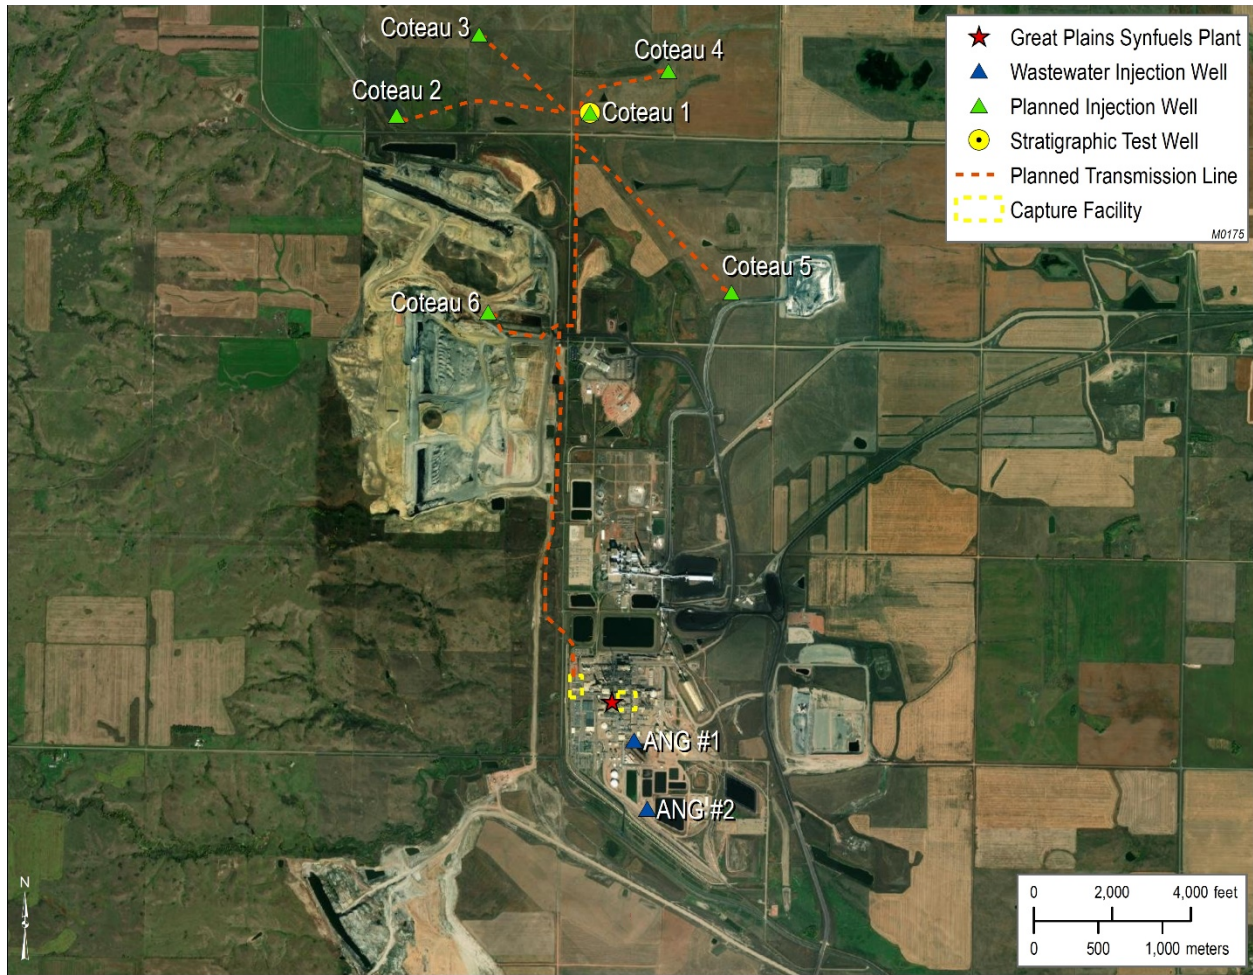 Coteau 3
Coteau 4
Coteau 2
Coteau 1
Coteau 5
Coteau 6
ANG #1
ANG #2
Great Plains Synfuels Plant
Wastewater Injection Well
Planned Injection Well
Stratigraphic Test Well
Planned Transmission Line
Capture Facility
M0175
N
0 2,000 4,000 feet
0 500 1,000 meters